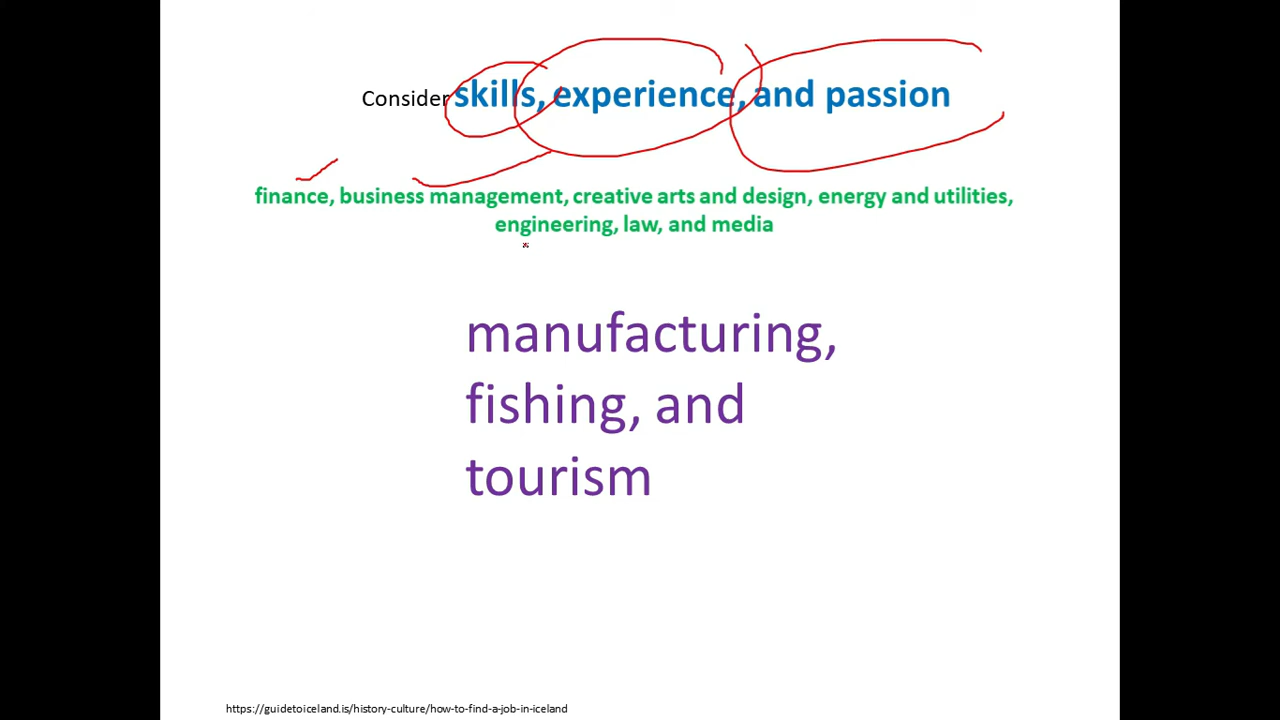 Consider skills, experience, and passion
finance, business management, creative arts and design, energy and utilities,
engineering, law, and media
manufacturing,
fishing, and
tourism
https://guidetoiceland.is/history-culture/how-to-find-a-job-in-iceland